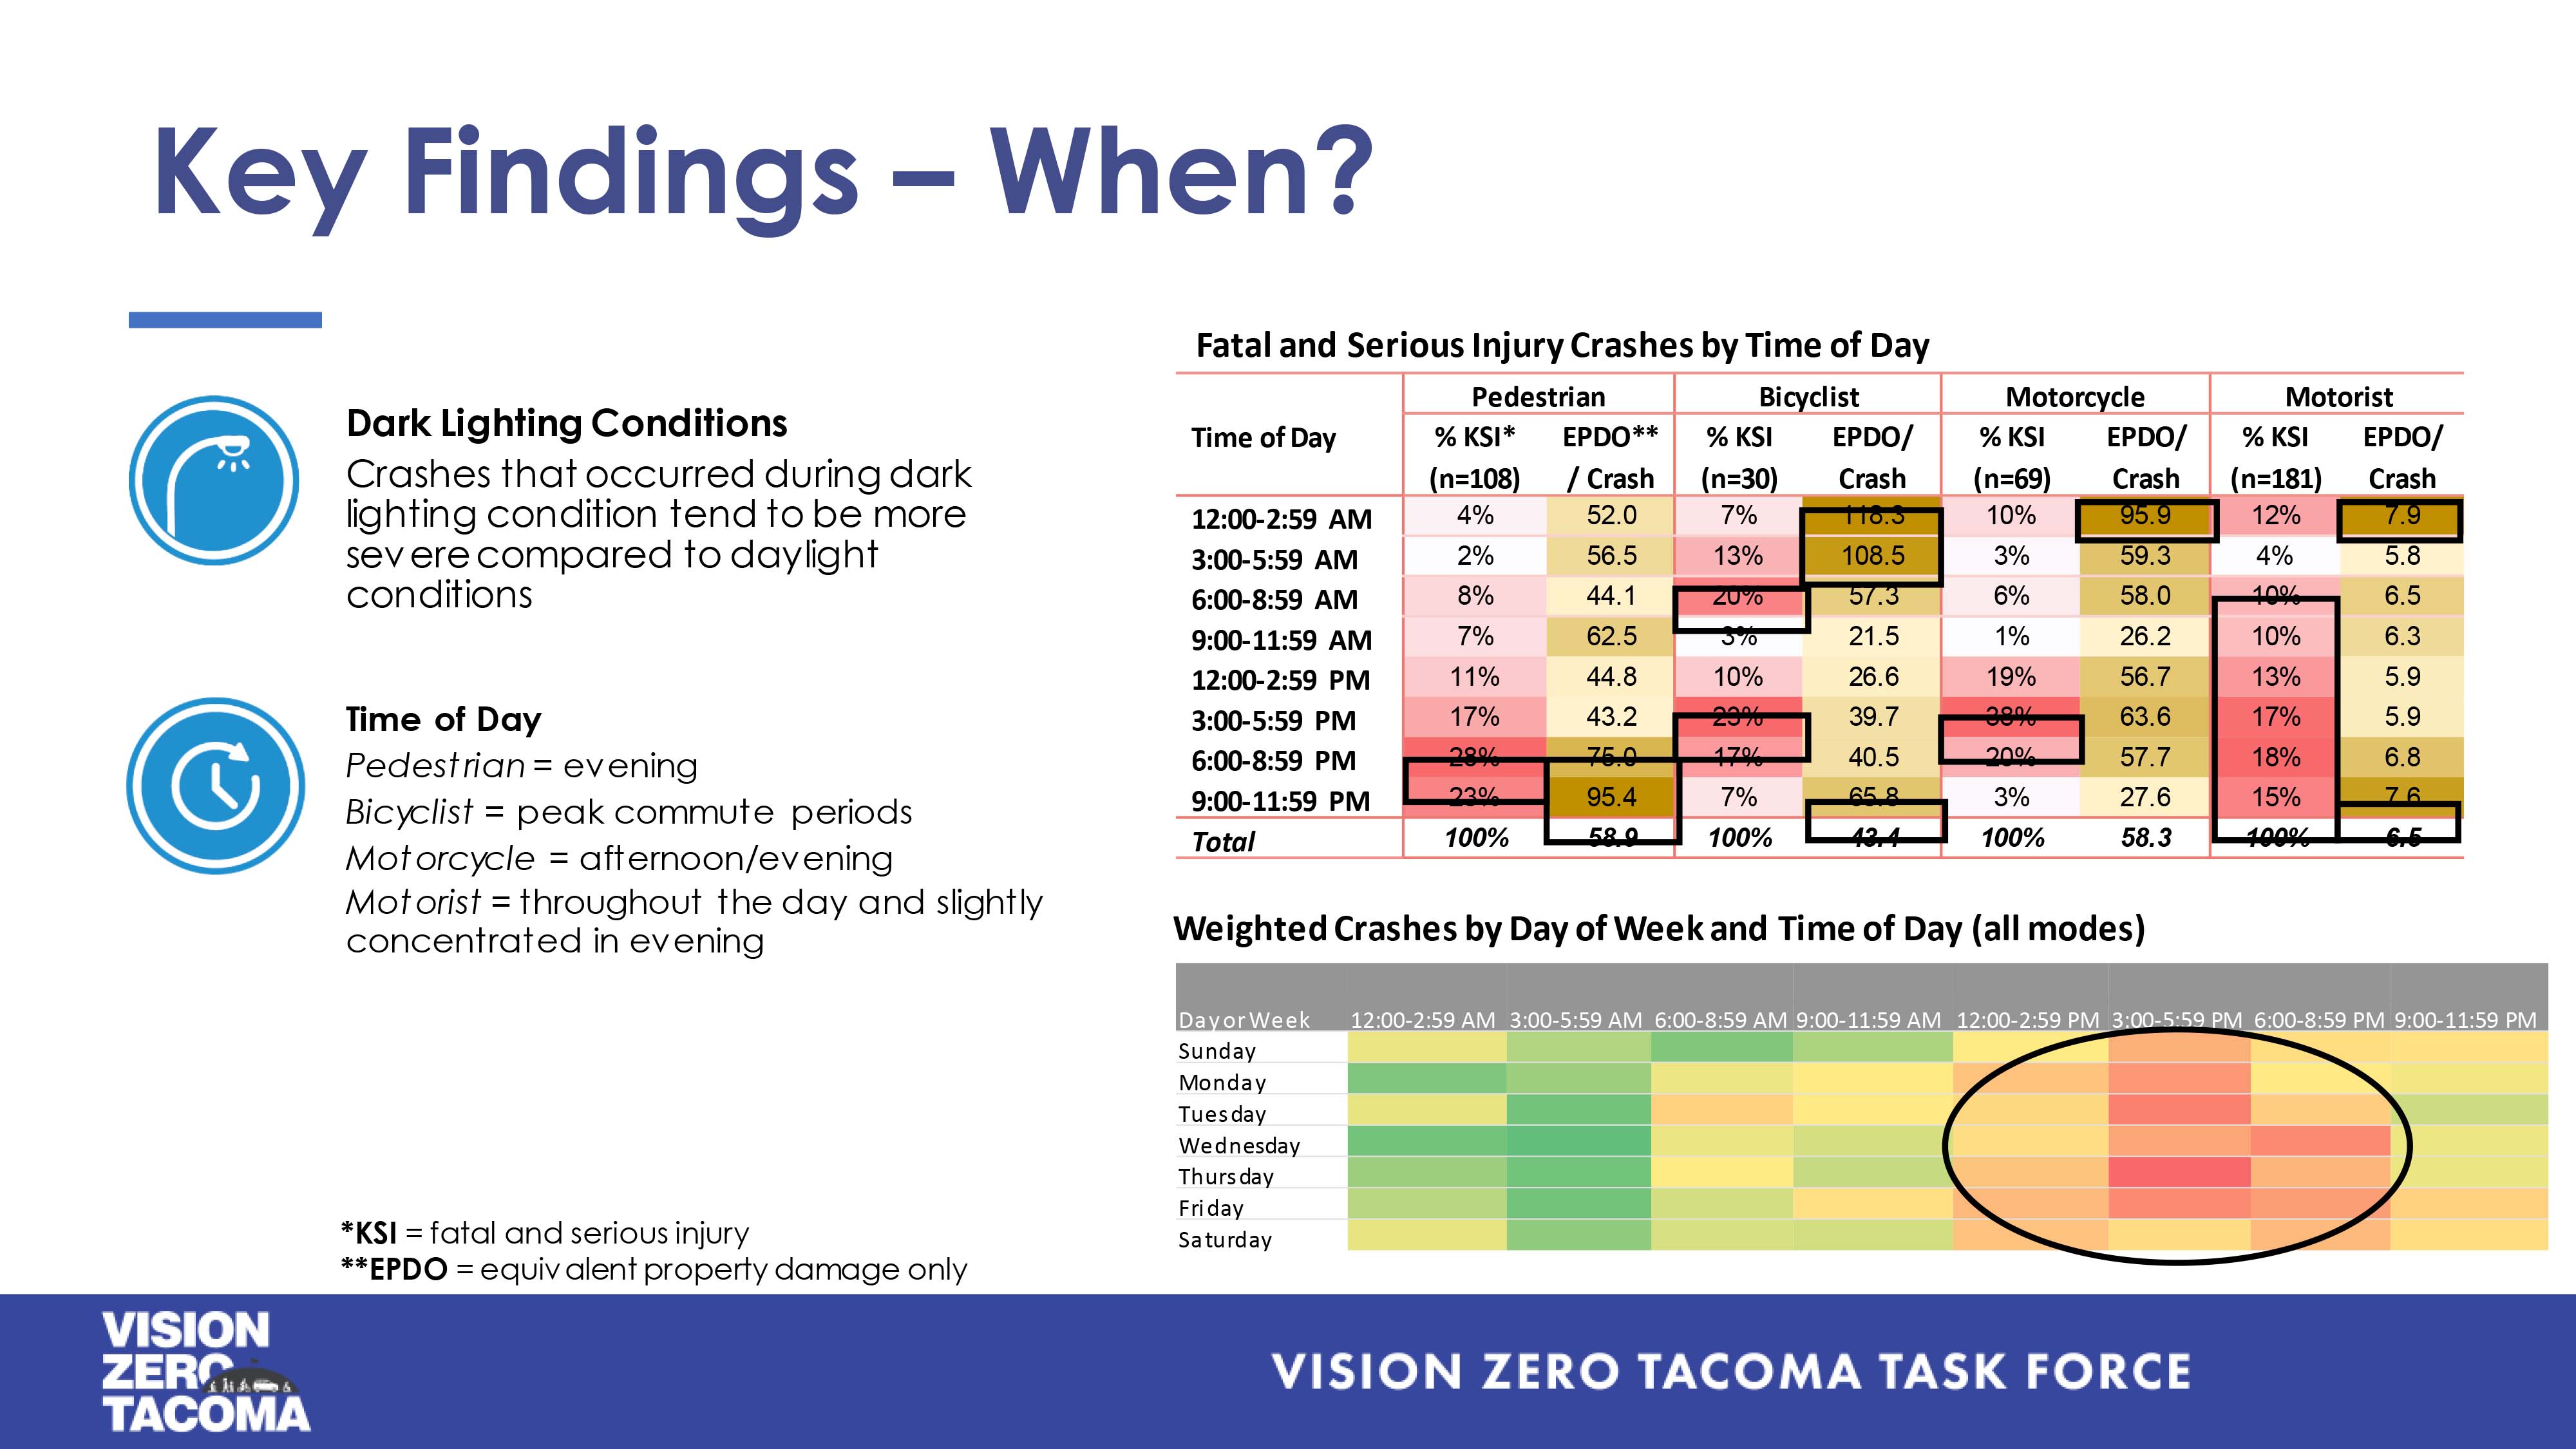 Key Findings – When?
Dark Lighting Conditions
Crashes that occurred during dark
lighting condition tend to be more
severe compared to daylight
conditions
Time of Day
Pedestrian = evening
Bicyclist = peak commute periods
Motorcycle = afternoon/evening
Motorist = throughout the day and slightly
concentrated in evening
*KSI = fatal and serious injury
**EPDO = equivalent property damage only
Fatal and Serious Injury Crashes by Time of Day
Pedestrian Bicyclist Motorcycle Motorist
Time of Day % KSI* EPDO** % KSI EPDO/ % KSI EPDO/ % KSI EPDO/
(n=108) / Crash (n=30) Crash (n=69) Crash (n=181) Crash
12:00-2:59 AM 4% 52.0 7% 118.3 10% 95.9 12% 7.9
3:00-5:59 AM 2% 56.5 13% 108.5 3% 59.3 4% 5.8
6:00-8:59 AM 8% 44.1 20% 57.3 6% 58.0 10% 6.5
9:00-11:59 AM 7% 62.5 3% 21.5 1% 26.2 10% 6.3
12:00-2:59 PM 11% 44.8 10% 26.6 19% 56.7 13% 5.9
3:00-5:59 PM 17% 43.2 23% 39.7 38% 63.6 17% 5.9
6:00-8:59 PM 28% 75.0 17% 40.5 20% 57.7 18% 6.8
9:00-11:59 PM 23% 95.4 7% 65.8 3% 27.6 15% 7.6
Total 100% 58.9 100% 43.4 100% 58.3 100% 6.5
Weighted Crashes by Day of Week and Time of Day (all modes)
Day or Week 12:00-2:59 AM 3:00-5:59 AM 6:00-8:59 AM 9:00-11:59 AM 12:00-2:59 PM 3:00-5:59 PM 6:00-8:59 PM 9:00-11:59 PM
Sunday
Monday
Tuesday
Wednesday
Thursday
Friday
Saturday
VISION
ZERO
TACOMA
VISION ZERO TACOMA TASK FORCE